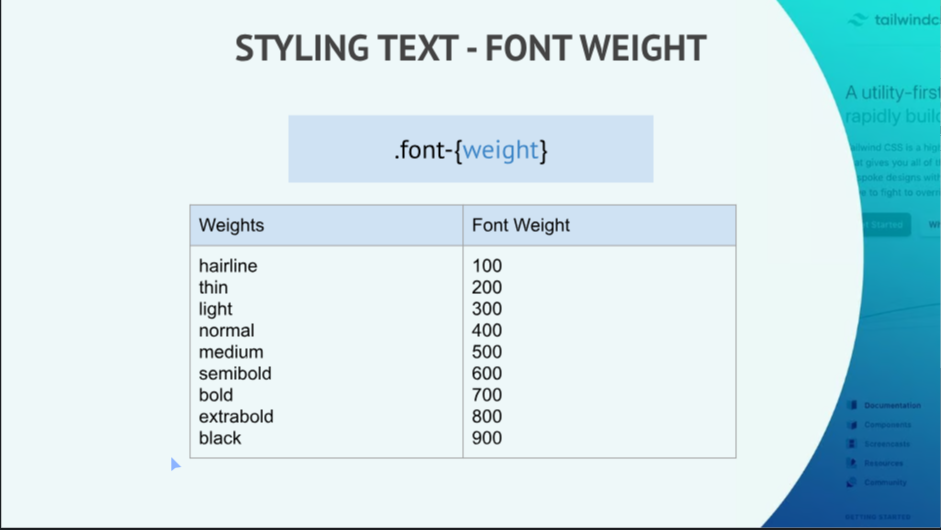 STYLING TEXT - FONT WEIGHT
.font-{weight}
Weights Font Weight
hairline 100
thin 200
light 300
normal 400
medium 500
semibold 600
bold 700
extrabold 800
black 900
tailwindc
A utility-first
rapidly build
ailwind CSS is a hig
at gives you all of t
spoke designs with
to fight to overr
Started
Documentation
Components
Screencasts
Resources
Community
GETTING STARTED